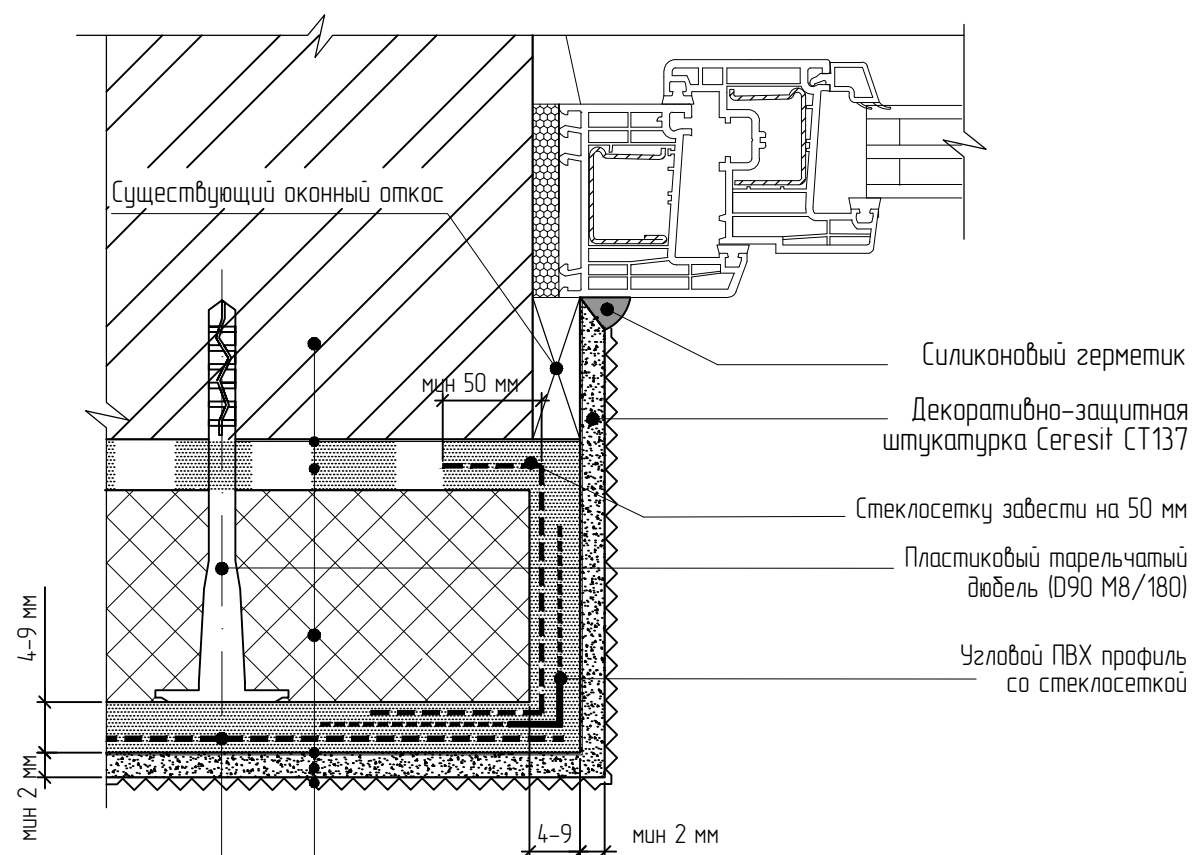 Существующий оконный откос
мин 50 мм
Силиконовый герметик
Декоративно-защитная
штукатурка Ceresit CT137
Стеклосетку завести на 50 мм
Пластиковый тарельчатый
дюбель (D90 М8/180)
Угловой ПВХ профиль
со стеклосеткой
4-9 мм
мин 2 мм
4-9
мин 2 мм